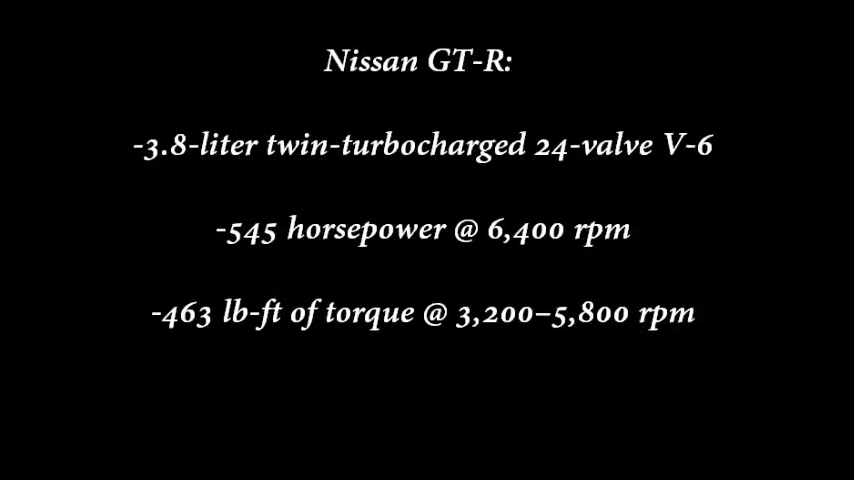 Nissan GT-R:
-3.8-liter twin-turbocharged 24-valve V-6
-545 horsepower @ 6,400 rpm
-463 lb-ft of torque @ 3,200–5,800 rpm